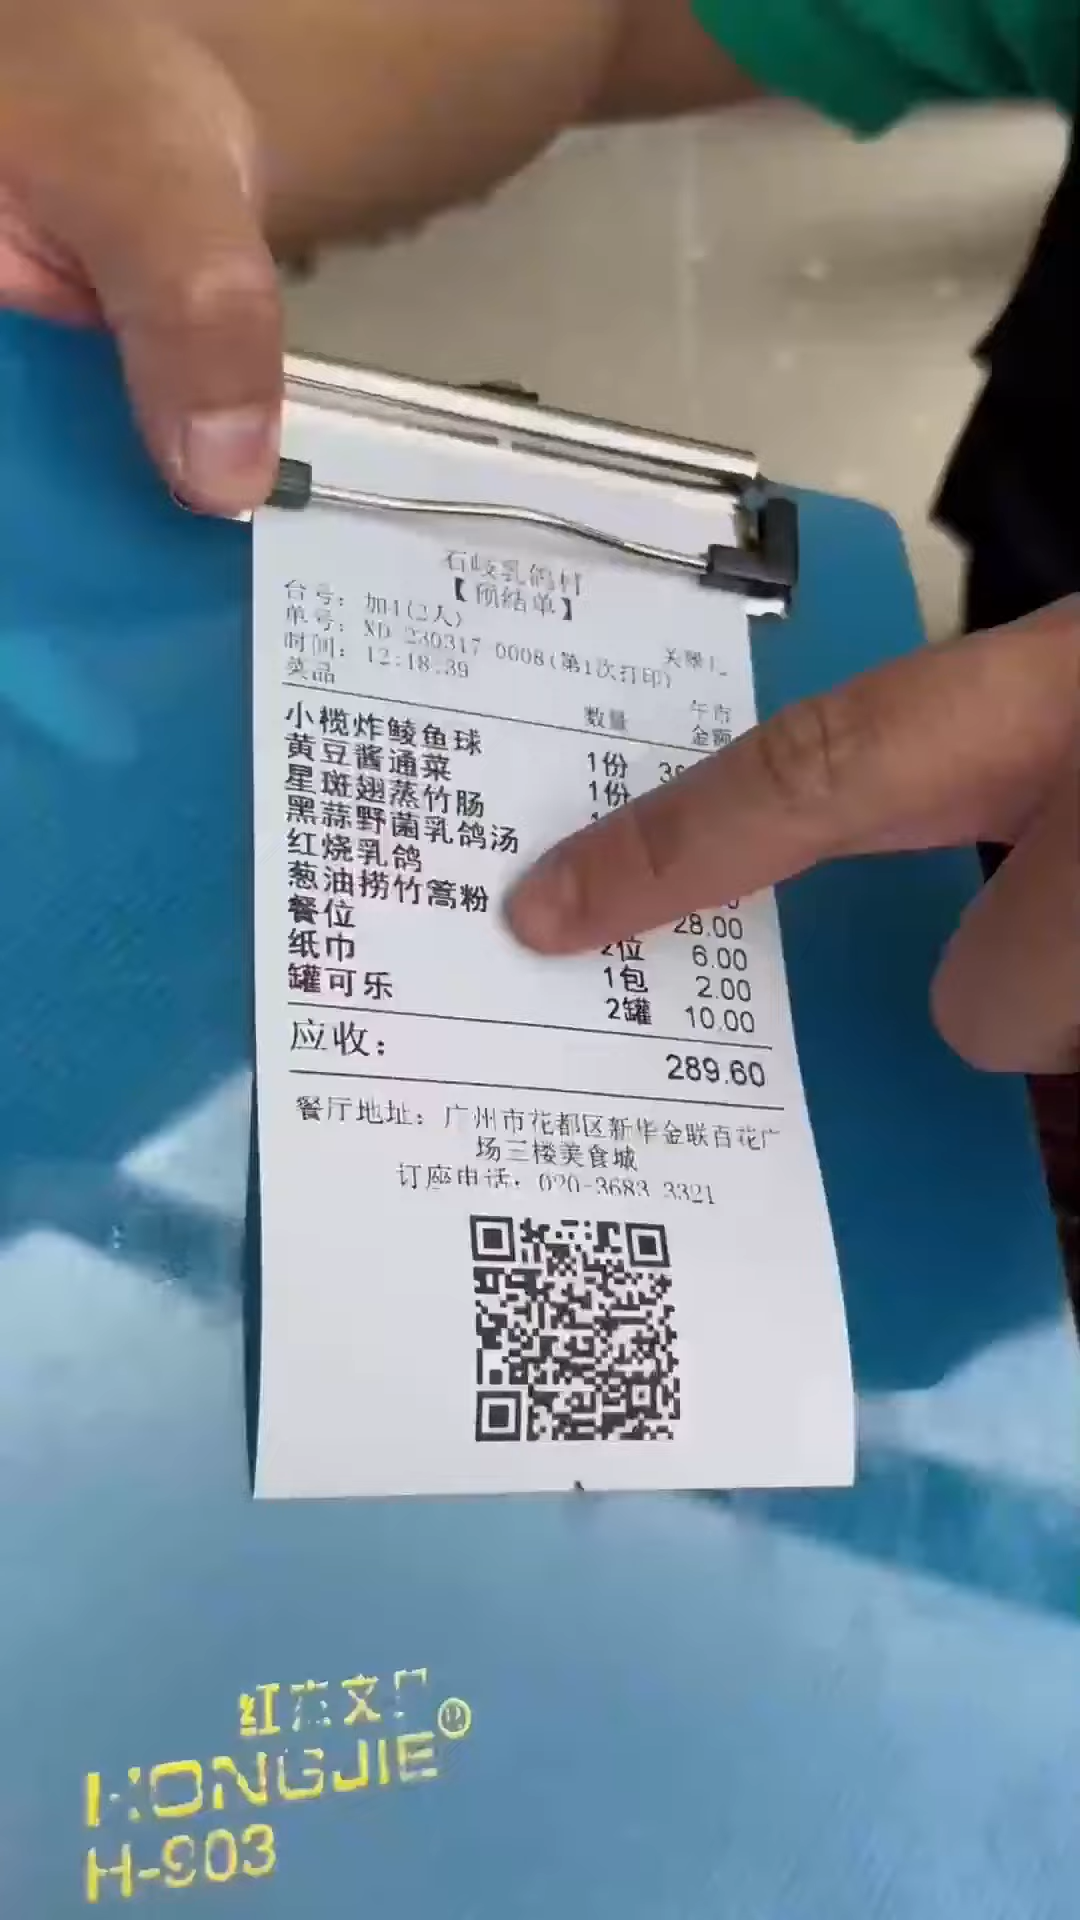 石岐乳鸽村
【预结单】
台号：加1(2人)
单号：XD 230317 0008(第1次打印)
时间：12:18:39
午市
菜品 数量 金额
小榄炸鲮鱼球 1份
黄豆酱通菜 1份
星斑翅蒸竹肠
黑蒜野菌乳鸽汤
红烧乳鸽
葱油捞竹篙粉 28.00
餐位 2位 6.00
纸巾 1包 2.00
罐可乐 2罐 10.00
应收： 289.60
餐厅地址：广州市花都区新华金联百花广
场三楼美食城
订座电话：020-3683 3321
HONGJIE
H-903